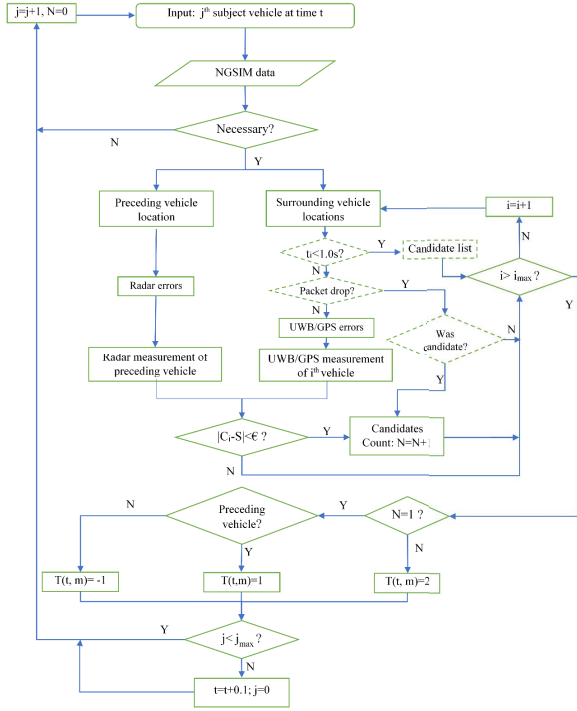 j=j+1, N=0
Input: jth subject vehicle at time t
NGSIM data
Necessary?
N
Y
Preceding vehicle
location
Surrounding vehicle
locations
i=i+1
tᵢ<1.0s?
Y
Candidate list
N
N
i> imax ?
Radar errors
Packet drop?
Y
Y
N
UWB/GPS errors
Was
candidate?
N
Radar measurement of
preceding vehicle
UWB/GPS measurement
of ith vehicle
Y
|Cᵢ-S|<€ ?
Y
Candidates
Count: N=N+1
N
Preceding
vehicle?
N
Y
N=1 ?
Y
N
T(t, m)= -1
T(t,m)=1
T(t, m)=2
Y
j< jmax ?
N
t=t+0.1; j=0